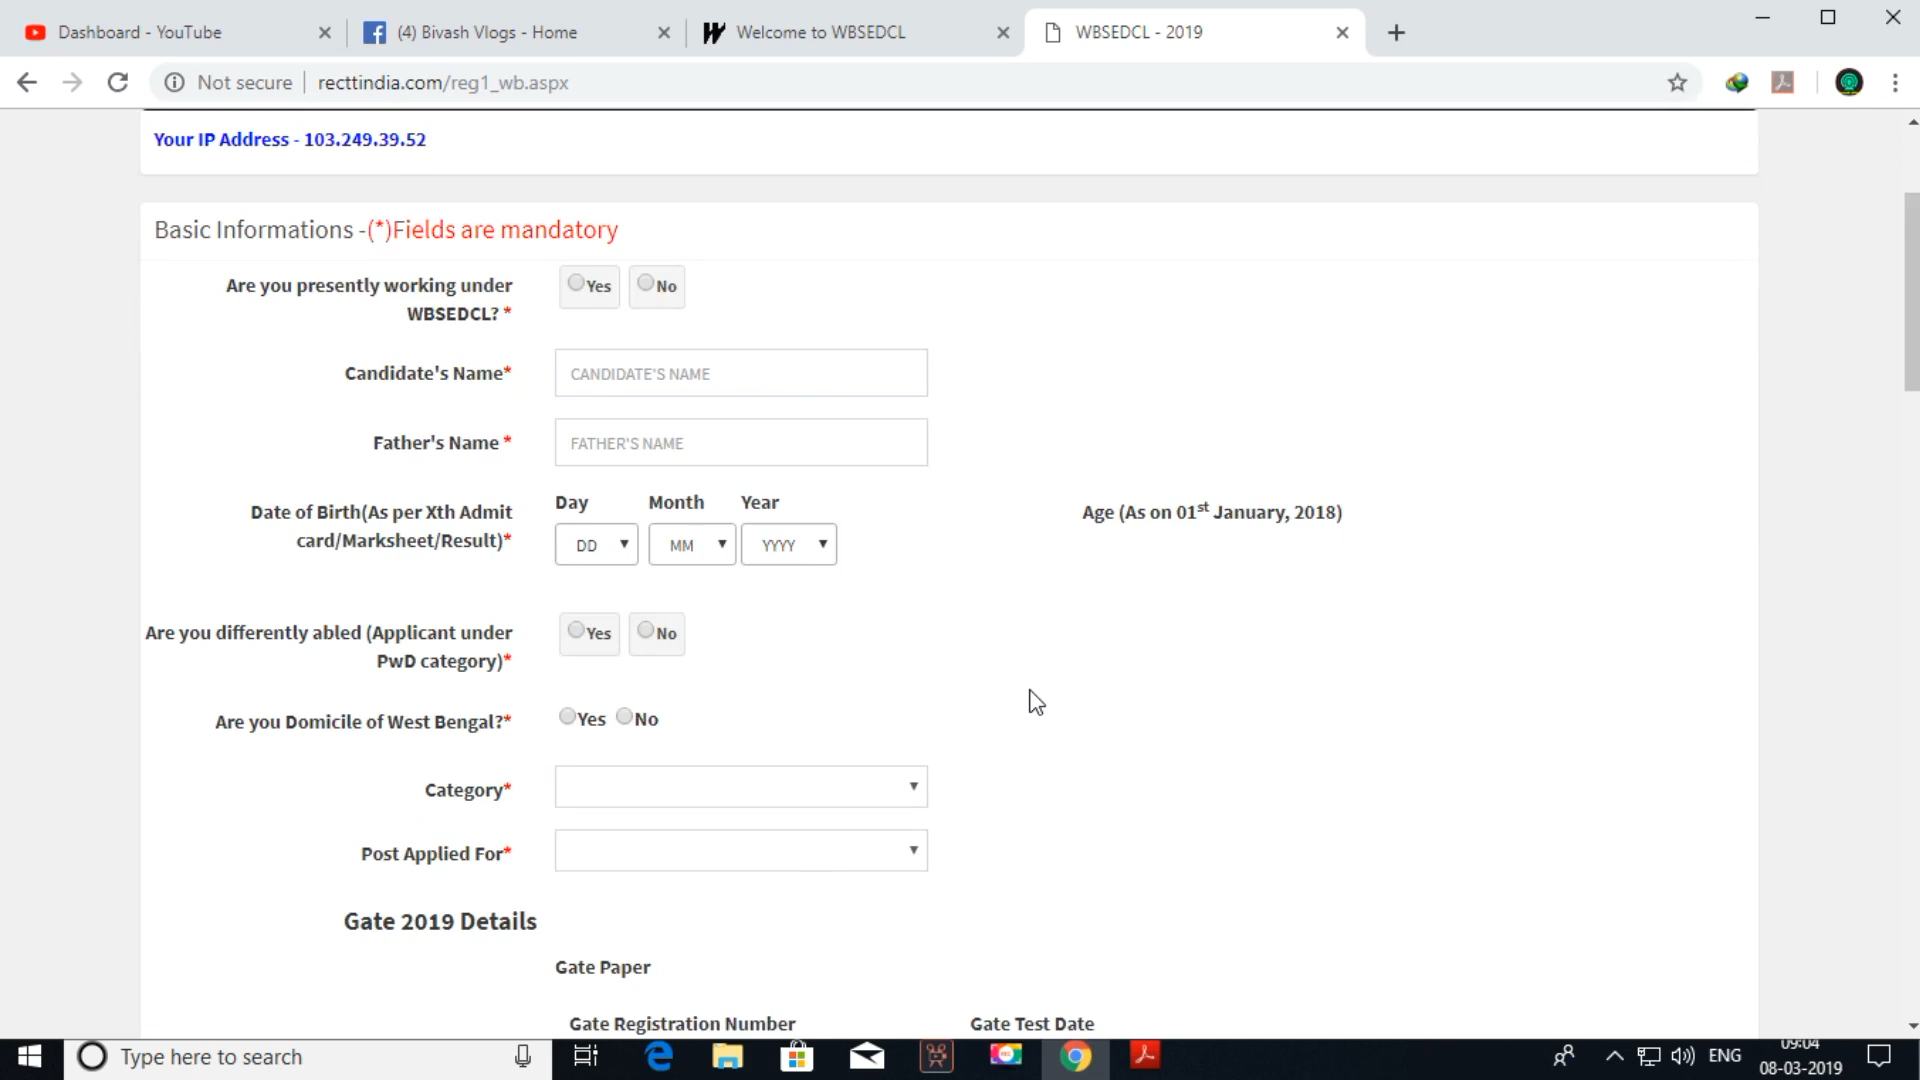 Dashboard - YouTube
(4) Bivash Vlogs - Home
Welcome to WBSEDCL
WBSEDCL - 2019
Not secure
recttindia.com/reg1_wb.aspx
Your IP Address - 103.249.39.52
Basic Informations -(*)Fields are mandatory
Are you presently working under
WBSEDCL? *
Yes
No
Candidate's Name*
CANDIDATE'S NAME
Father's Name *
FATHER'S NAME
Day
Month
Year
Date of Birth(As per Xth Admit
card/Marksheet/Result)*
DD
MM
YYYY
Age (As on 01st January, 2018)
Are you differently abled (Applicant under
PwD category)*
Yes
No
Are you Domicile of West Bengal?*
Yes
No
Category*
Post Applied For*
Gate 2019 Details
Gate Paper
Gate Registration Number
Gate Test Date
Type here to search
ENG
09:04
08-03-2019